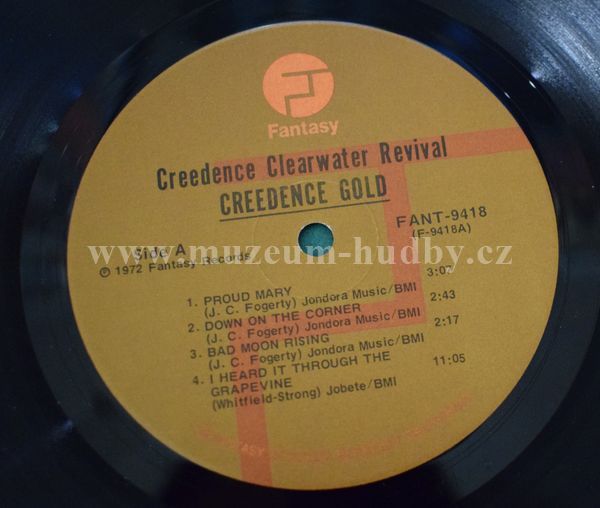 Fantasy
Creedence Clearwater Revival
CREEDENCE GOLD
FANT-9418
(F-9418A)
Side A
℗ 1972 Fantasy Records
www.muzeum-hudby.cz
1. PROUD MARY 3:07
(J. C. Fogerty) Jondora Music/BMI
2. DOWN ON THE CORNER 2:43
(J. C. Fogerty) Jondora Music/BMI
3. BAD MOON RISING 2:17
(J. C. Fogerty) Jondora Music/BMI
4. I HEARD IT THROUGH THE 11:05
GRAPEVINE
(Whitfield-Strong) Jobete/BMI